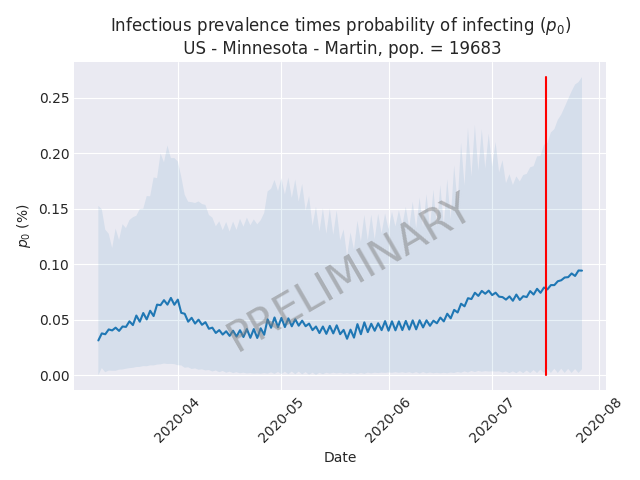 Infectious prevalence times probability of infecting (p₀)
US - Minnesota - Martin, pop. = 19683
p₀ (%)
0.25
0.20
0.15
0.10
0.05
0.00
PRELIMINARY
2020-04
2020-05
2020-06
2020-07
2020-08
Date